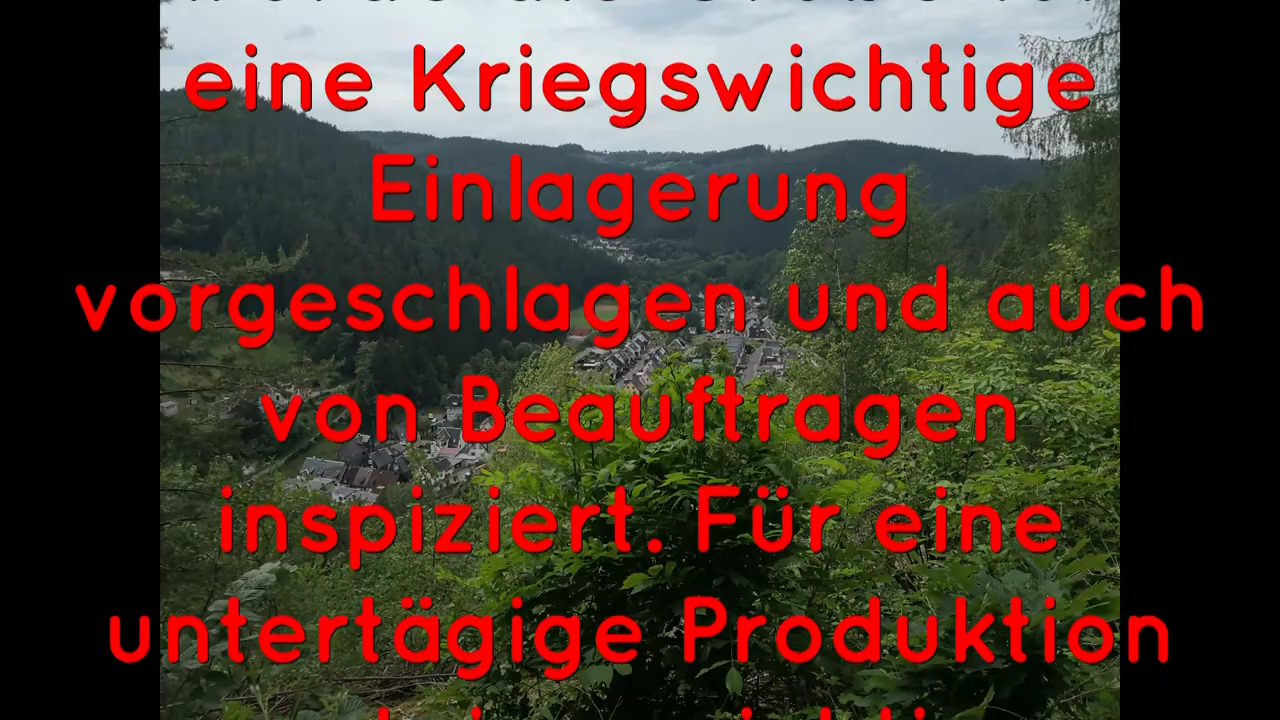 eine Kriegswichtige
Einlagerung
vorgeschlagen und auch
von Beauftragen
inspiziert. Für eine
untertägige Produktion